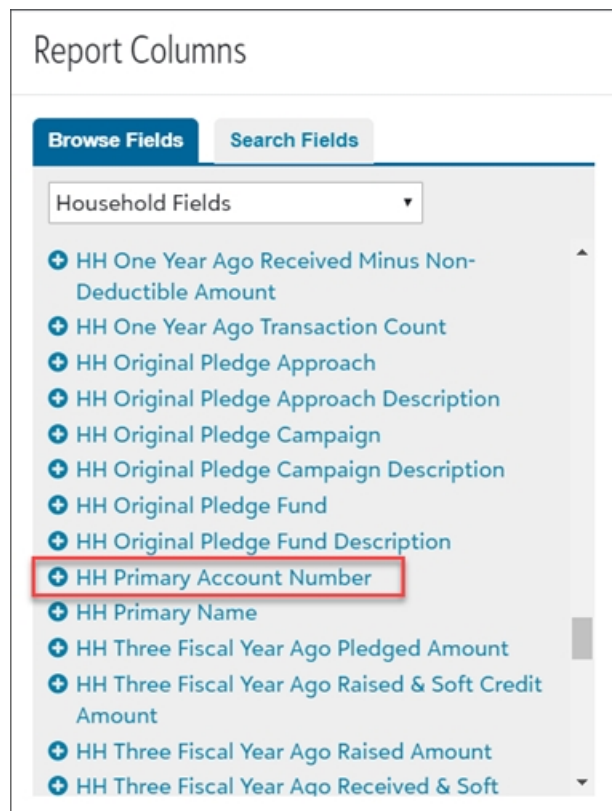 Report Columns
Browse Fields
Search Fields
Household Fields
HH One Year Ago Received Minus Non-
Deductible Amount
HH One Year Ago Transaction Count
HH Original Pledge Approach
HH Original Pledge Approach Description
HH Original Pledge Campaign
HH Original Pledge Campaign Description
HH Original Pledge Fund
HH Original Pledge Fund Description
HH Primary Account Number
HH Primary Name
HH Three Fiscal Year Ago Pledged Amount
HH Three Fiscal Year Ago Raised & Soft Credit
Amount
HH Three Fiscal Year Ago Raised Amount
HH Three Fiscal Year Ago Received & Soft